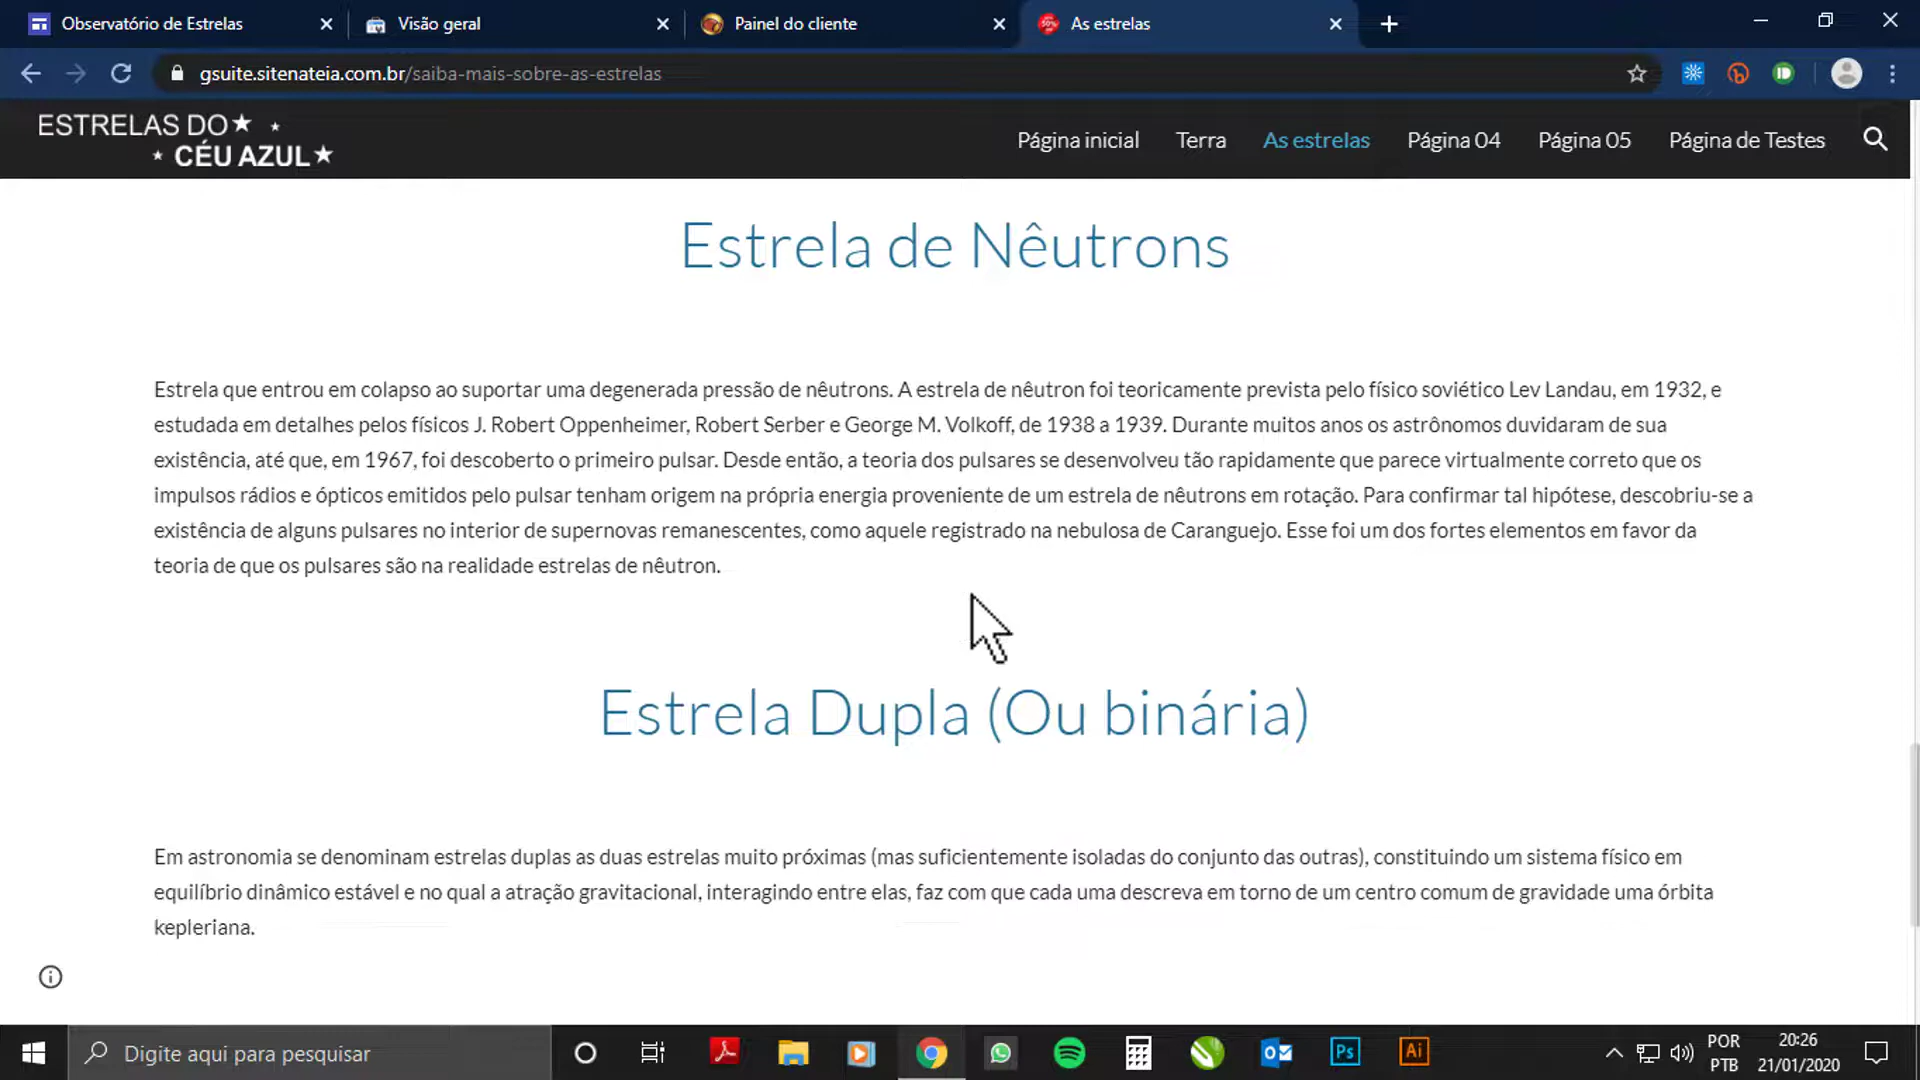 Observatório de Estrelas
Visão geral
Painel do cliente
As estrelas
gsuite.sitenateia.com.br/saiba-mais-sobre-as-estrelas
ESTRELAS DO
CÉU AZUL
Página inicial
Terra
As estrelas
Página 04
Página 05
Página de Testes
Estrela de Nêutrons
Estrela que entrou em colapso ao suportar uma degenerada pressão de nêutrons. A estrela de nêutron foi teoricamente prevista pelo físico soviético Lev Landau, em 1932, e
estudada em detalhes pelos físicos J. Robert Oppenheimer, Robert Serber e George M. Volkoff, de 1938 a 1939. Durante muitos anos os astrônomos duvidaram de sua
existência, até que, em 1967, foi descoberto o primeiro pulsar. Desde então, a teoria dos pulsares se desenvolveu tão rapidamente que parece virtualmente correto que os
impulsos rádios e ópticos emitidos pelo pulsar tenham origem na própria energia proveniente de um estrela de nêutrons em rotação. Para confirmar tal hipótese, descobriu-se a
existência de alguns pulsares no interior de supernovas remanescentes, como aquele registrado na nebulosa de Caranguejo. Esse foi um dos fortes elementos em favor da
teoria de que os pulsares são na realidade estrelas de nêutron.
Estrela Dupla (Ou binária)
Em astronomia se denominam estrelas duplas as duas estrelas muito próximas (mas suficientemente isoladas do conjunto das outras), constituindo um sistema físico em
equilíbrio dinâmico estável e no qual a atração gravitacional, interagindo entre elas, faz com que cada uma descreva em torno de um centro comum de gravidade uma órbita
kepleriana.
Digite aqui para pesquisar
Ps
Ai
POR
PTB
20:26
21/01/2020